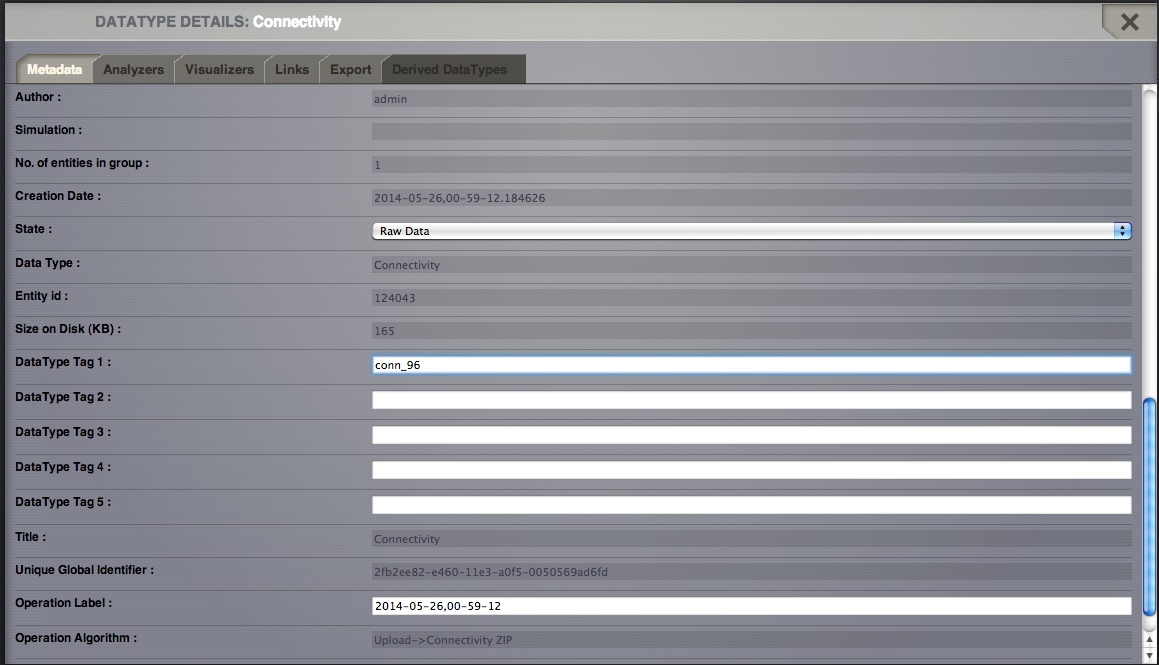 DATATYPE DETAILS: Connectivity
Metadata Analyzers Visualizers Links Export Derived DataTypes
Author : admin
Simulation :
No. of entities in group : 1
Creation Date : 2014-05-26,00-59-12.184626
State : Raw Data
Data Type : Connectivity
Entity id : 124043
Size on Disk (KB) : 165
DataType Tag 1 : conn_96
DataType Tag 2 :
DataType Tag 3 :
DataType Tag 4 :
DataType Tag 5 :
Title : Connectivity
Unique Global Identifier : 2fb2ee82-e460-11e3-a0f5-0050569ad6fd
Operation Label : 2014-05-26,00-59-12
Operation Algorithm : Upload->Connectivity ZIP